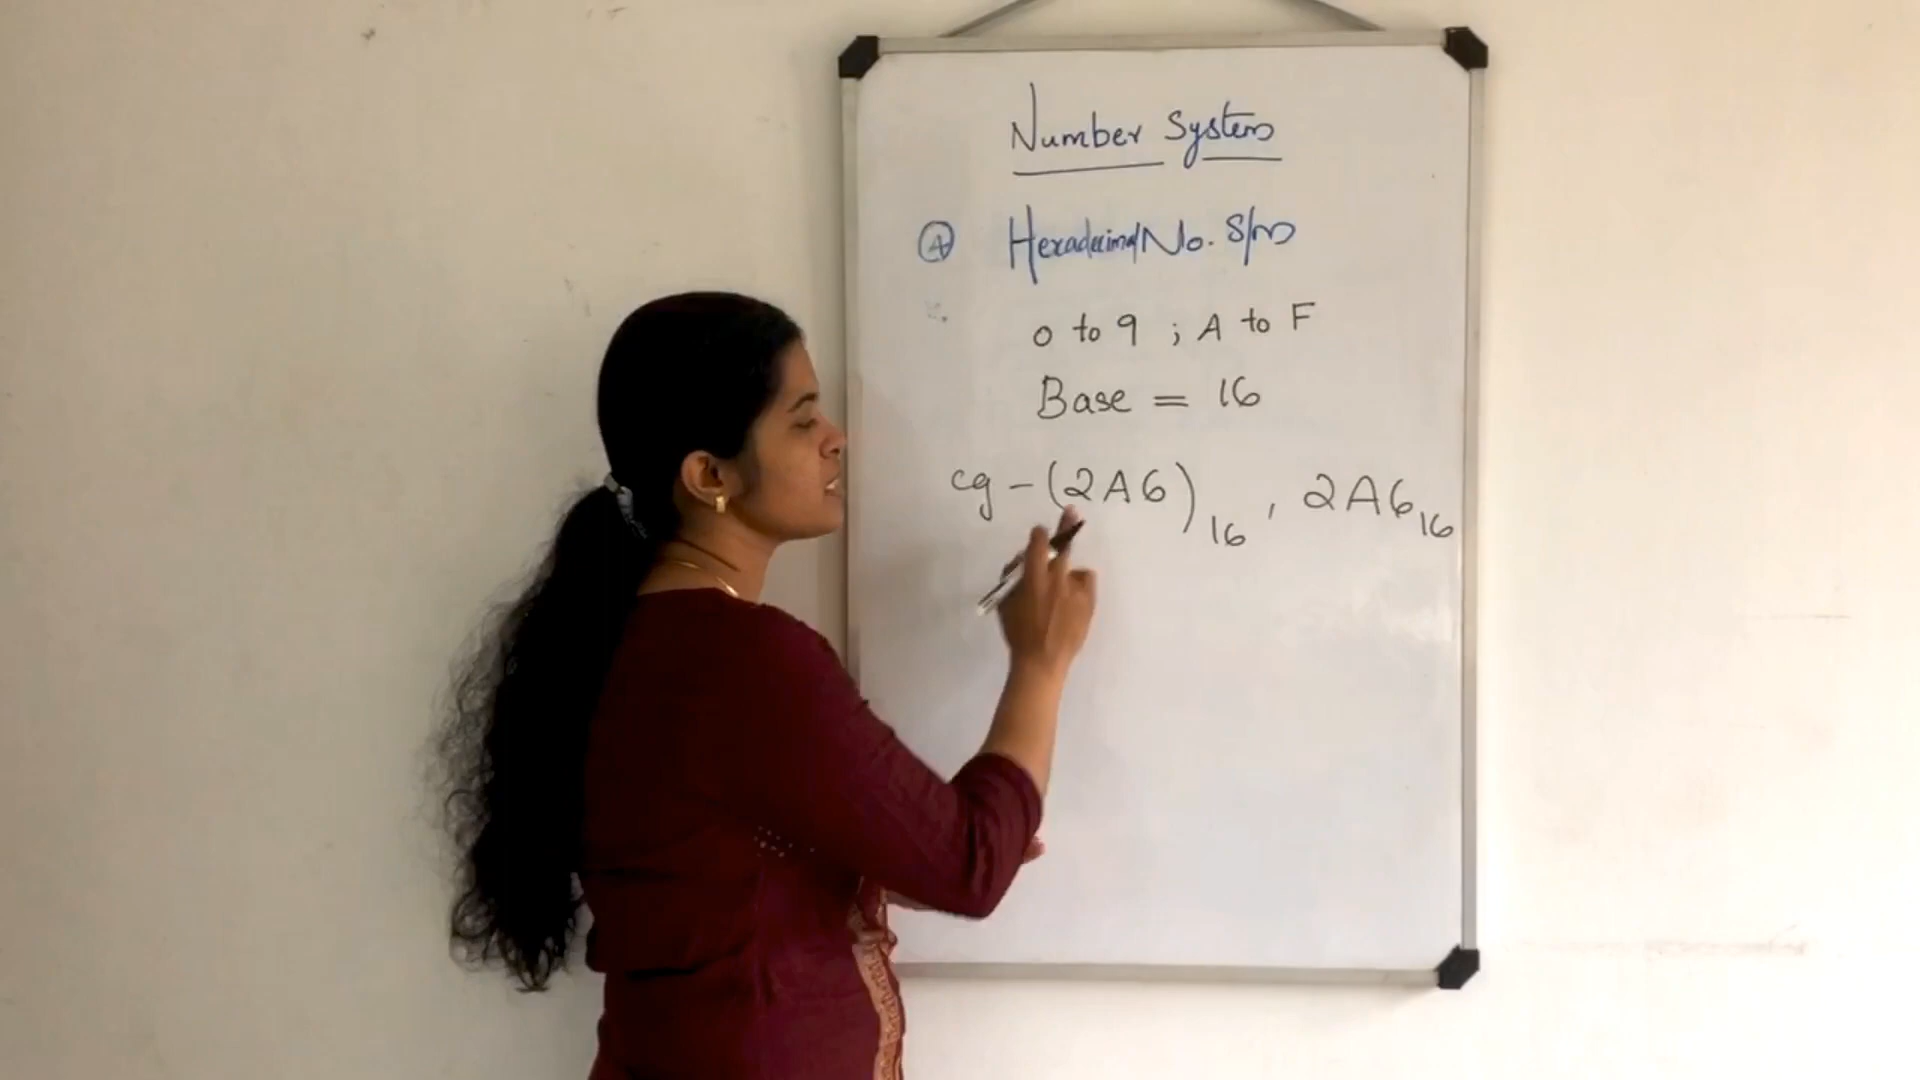 Number System
④ Hexadecimal No. S/m
0 to 9 ; A to F
Base = 16
eg - (2A6)₁₆ , 2A6₁₆